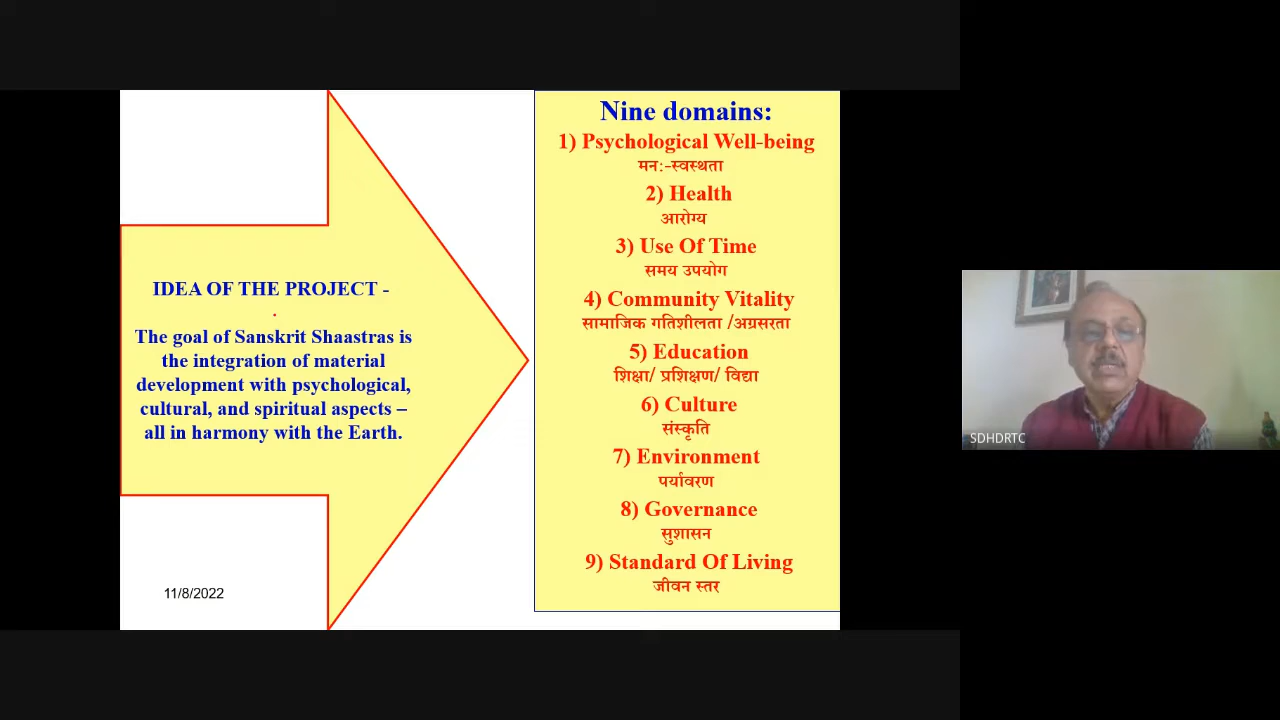 IDEA OF THE PROJECT -
The goal of Sanskrit Shaastras is
the integration of material
development with psychological,
cultural, and spiritual aspects –
all in harmony with the Earth.
11/8/2022
Nine domains:
1) Psychological Well-being
मन:-स्वस्थता
2) Health
आरोग्य
3) Use Of Time
समय उपयोग
4) Community Vitality
सामाजिक गतिशीलता /अग्रसरता
5) Education
शिक्षा/ प्रशिक्षण/ विद्या
6) Culture
संस्कृति
7) Environment
पर्यावरण
8) Governance
सुशासन
9) Standard Of Living
जीवन स्तर
SDHDRTC